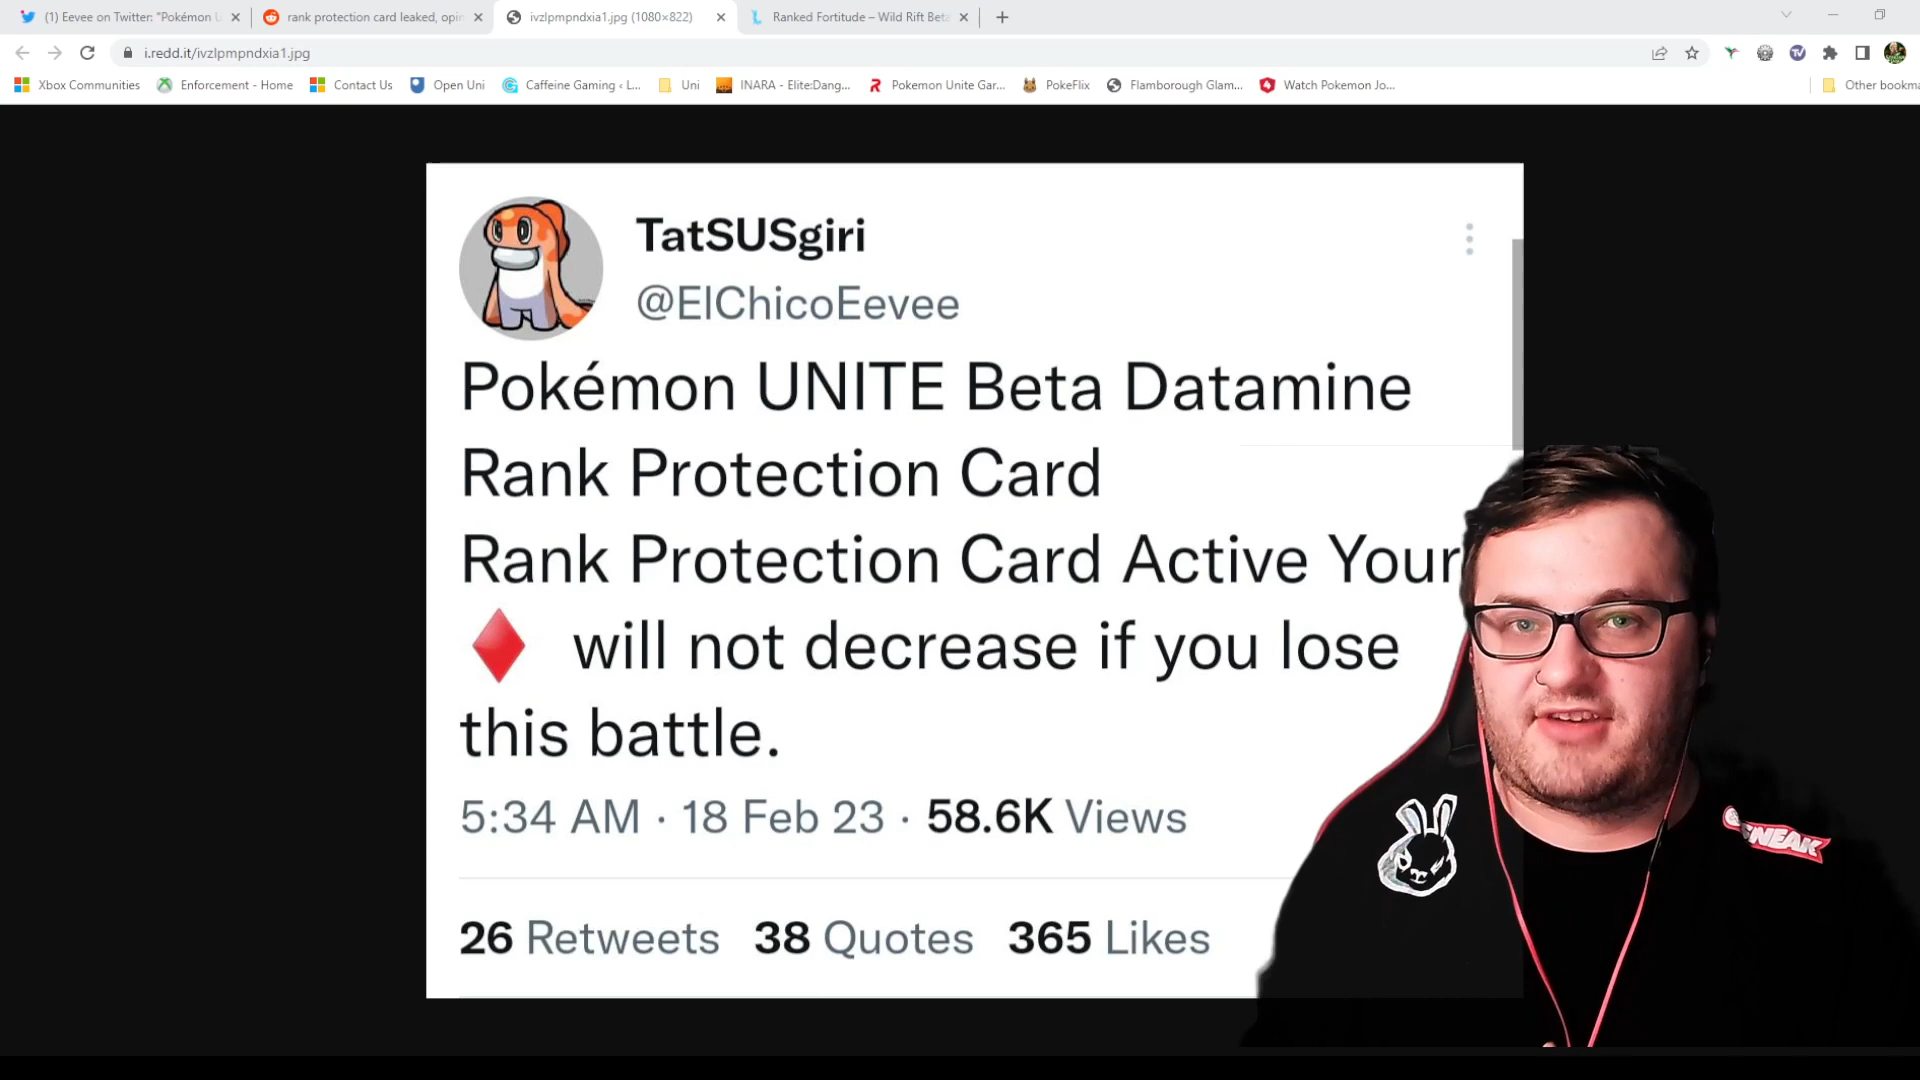 (1) Eevee on Twitter: "Pokémon U
rank protection card leaked, opin
ivzlpmpndxia1.jpg (1080×822)
Ranked Fortitude – Wild Rift Beta
i.redd.it/ivzlpmpndxia1.jpg
Xbox Communities
Enforcement - Home
Contact Us
Open Uni
Caffeine Gaming ‹ L...
Uni
INARA - Elite:Dang...
Pokemon Unite Gar...
PokeFlix
Flamborough Glam...
Watch Pokemon Jo...
Other bookma
TatSUSgiri
@ElChicoEevee
Pokémon UNITE Beta Datamine
Rank Protection Card
Rank Protection Card Active Your
will not decrease if you lose
this battle.
5:34 AM · 18 Feb 23 · 58.6K Views
26 Retweets 38 Quotes 365 Likes
SNEAK